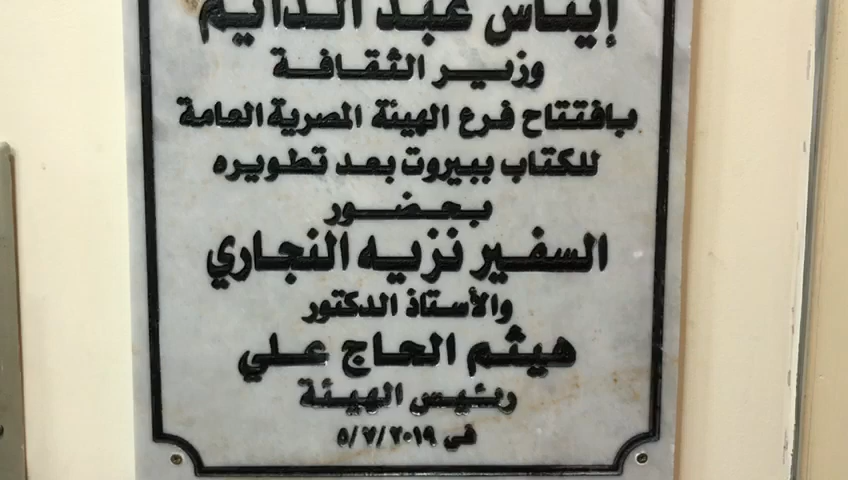 إيناس عبد الدايم
وزير الثقافة
بافتتاح فرع الهيئة المصرية العامة
للكتاب ببيروت بعد تطويره
بحضور
السفير نزيه النجاري
والأستاذ الدكتور
هيثم الحاج علي
رئيس الهيئة
في ٥/٧/٢٠١٩